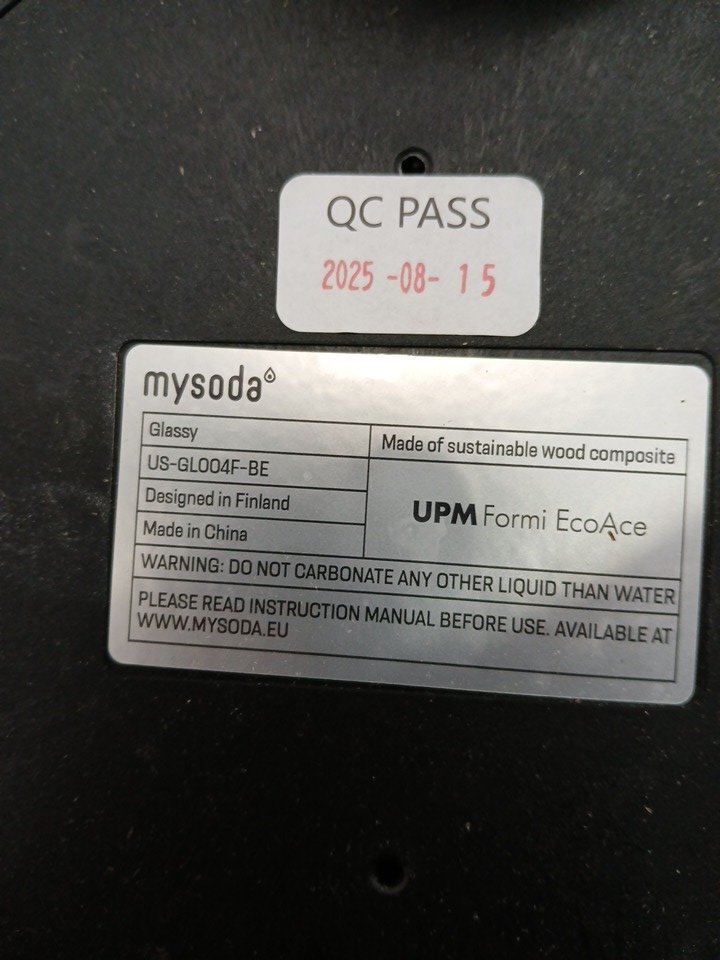 QC PASS
2025 -08- 15
mysoda
Glassy
US-GL004F-BE
Designed in Finland
Made in China
Made of sustainable wood composite
UPM Formi EcoAce
WARNING: DO NOT CARBONATE ANY OTHER LIQUID THAN WATER
PLEASE READ INSTRUCTION MANUAL BEFORE USE. AVAILABLE AT
WWW.MYSODA.EU